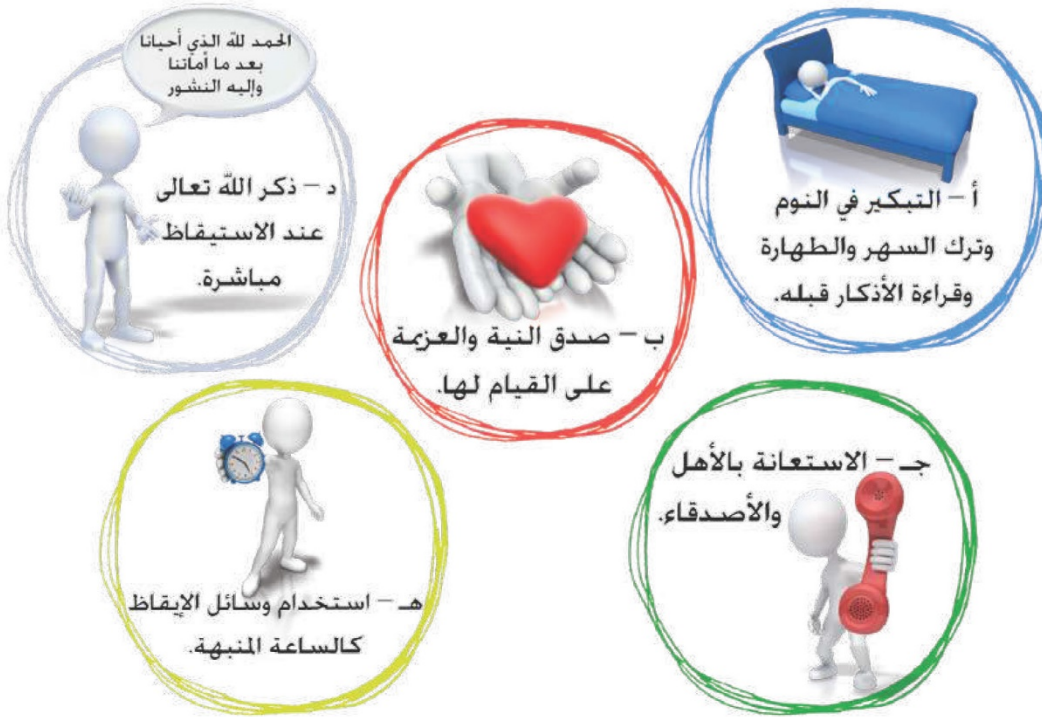 أ – التبكير في النوم
وترك السهر والطهارة
وقراءة الأذكار قبله.
ب – صدق النية والعزيمة
على القيام لها.
جـ – الاستعانة بالأهل
والأصدقاء.
الحمد لله الذي أحيانا
بعد ما أماتنا
وإليه النشور
د – ذكر الله تعالى
عند الاستيقاظ
مباشرة.
هـ – استخدام وسائل الإيقاظ
كالساعة المنبهة.